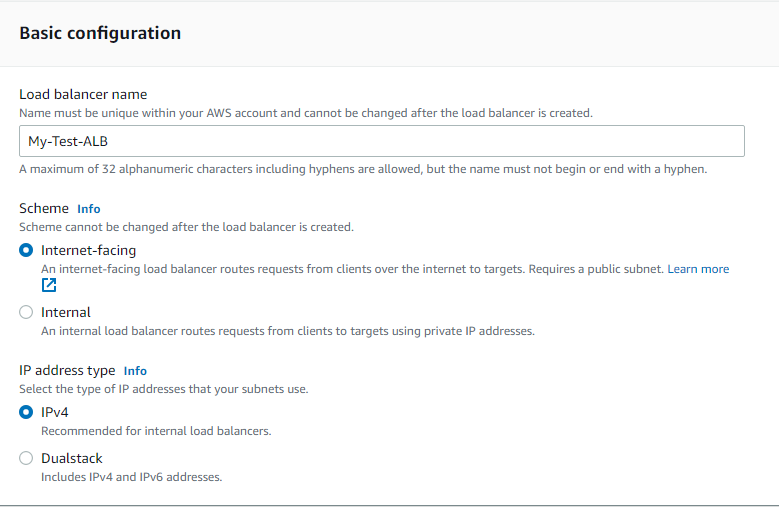 Basic configuration
Load balancer name
Name must be unique within your AWS account and cannot be changed after the load balancer is created.
My-Test-ALB
A maximum of 32 alphanumeric characters including hyphens are allowed, but the name must not begin or end with a hyphen.
Scheme Info
Scheme cannot be changed after the load balancer is created.
Internet-facing
An internet-facing load balancer routes requests from clients over the internet to targets. Requires a public subnet. Learn more
Internal
An internal load balancer routes requests from clients to targets using private IP addresses.
IP address type Info
Select the type of IP addresses that your subnets use.
IPv4
Recommended for internal load balancers.
Dualstack
Includes IPv4 and IPv6 addresses.